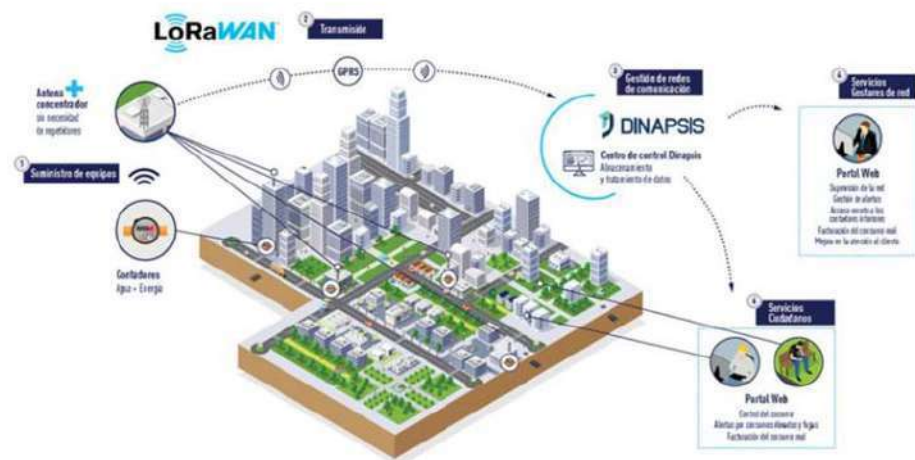 LoRaWAN
2 Transmisión
GPRS
Antena +
concentrador
sin necesidad
de repetidores
1 Suministro de equipos
Contadores
Agua + Energía
3 Gestión de redes
de comunicación
DINAPSIS
Centro de control Dinapsis
Almacenamiento
y tratamiento de datos
4 Servicios
Gestores de red
Portal Web
Supervisión de la red
Gestión de alertas
Acceso remoto a los
contadores interiores
Facturación del consumo real
Mejora en la atención al cliente
Servicios
Ciudadanos
Portal Web
Control del consumo
Alertas por consumos elevados y fugas
Facturación del consumo real